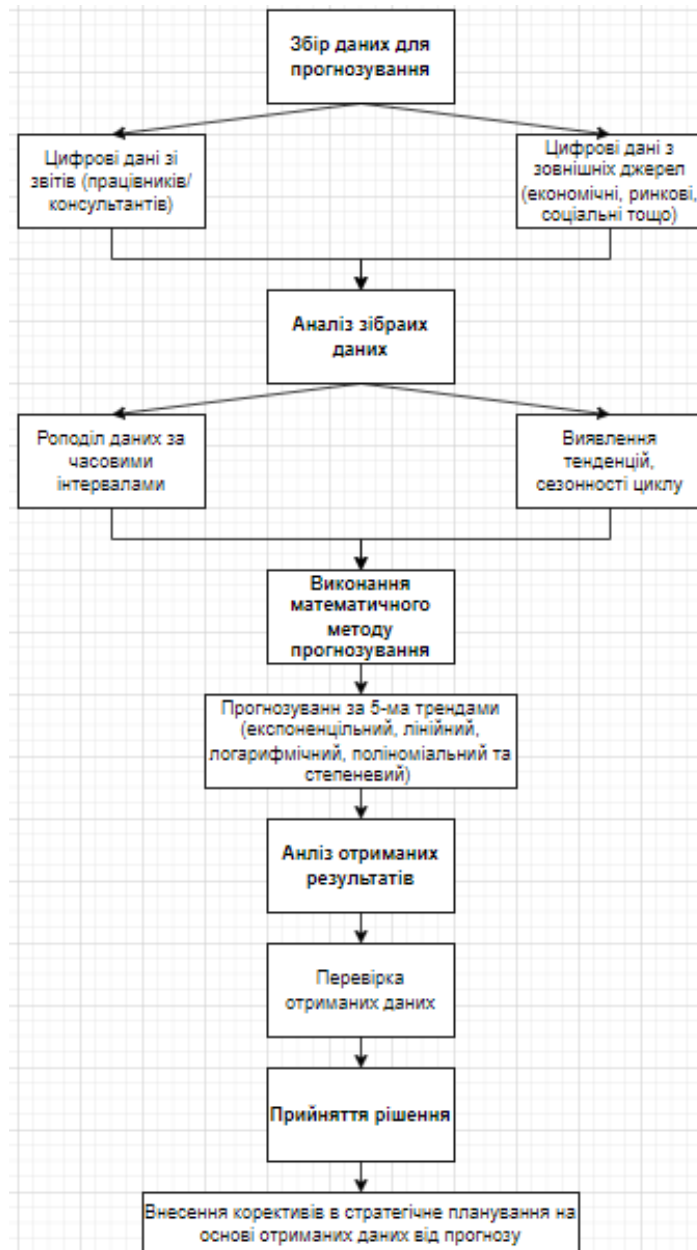 Збір даних для
прогнозування
Цифрові дані зі
звітів (працівників/
консультантів)
Цифрові дані з
зовнішніх джерел
(економічні, ринкові,
соціальні тощо)
Аналіз зібраих
даних
Роподіл даних за
часовими
інтервалами
Виявлення
тенденцій,
сезонності циклу
Виконання
математичного
методу
прогнозування
Прогнозуванн за 5-ма трендами
(експоненцільний, лінійний,
логарифмічний, поліноміальний та
степеневий)
Анліз отриманих
результатів
Перевірка
отриманих даних
Прийняття рішення
Внесення корективів в стратегічне планування на
основі отриманих даних від прогнозу